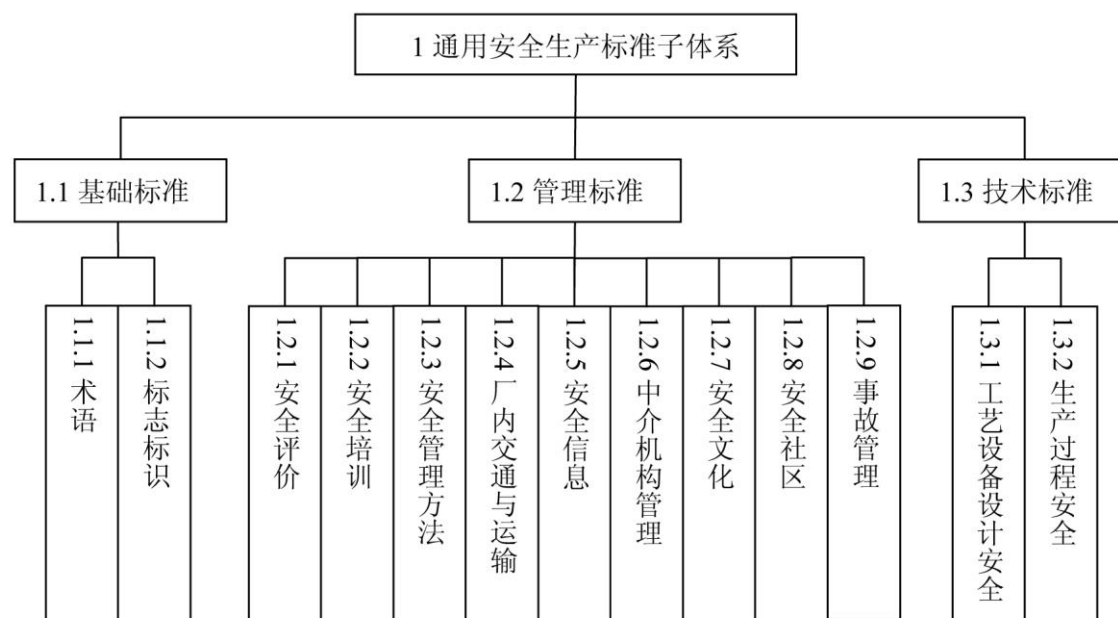 1 通用安全生产标准子体系
1.1 基础标准
1.2 管理标准
1.3 技术标准
1.1.1 术语
1.1.2 标志标识
1.2.1 安全评价
1.2.2 安全培训
1.2.3 安全管理方法
1.2.4 厂内交通与运输
1.2.5 安全信息
1.2.6 中介机构管理
1.2.7 安全文化
1.2.8 安全社区
1.2.9 事故管理
1.3.1 工艺设备设计安全
1.3.2 生产过程安全